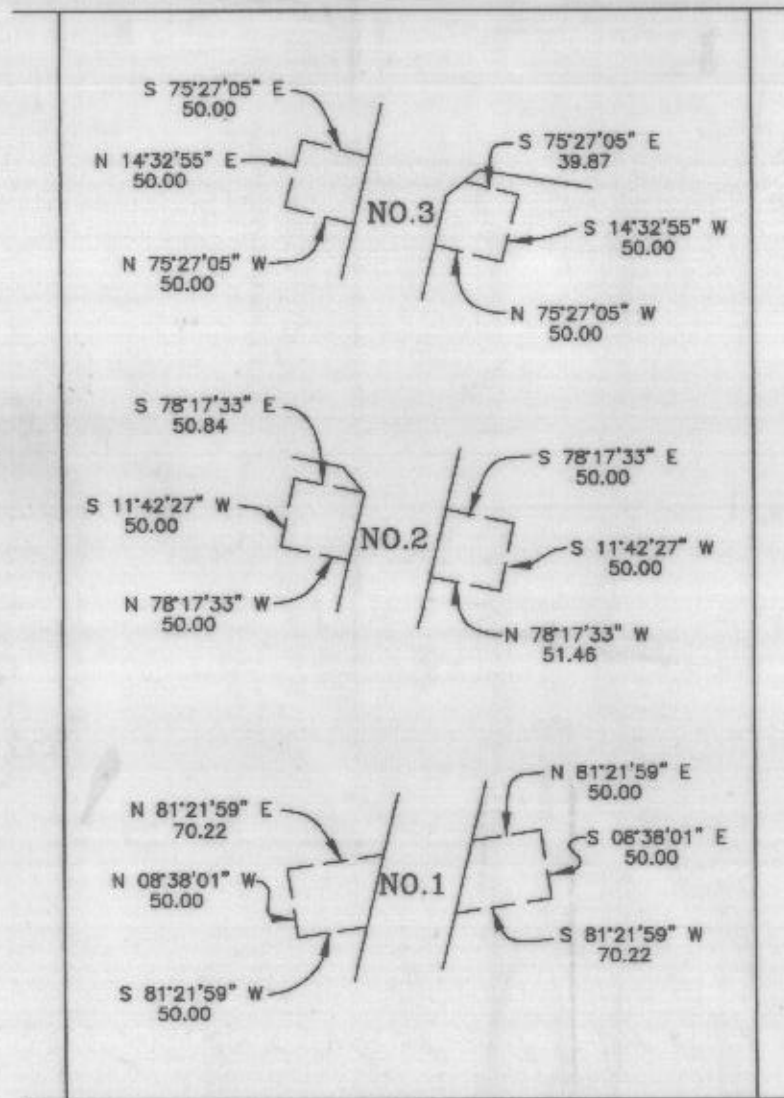 S 75°27'05" E
50.00
N 14°32'55" E
50.00
NO.3
N 75°27'05" W
50.00
S 75°27'05" E
39.87
S 14°32'55" W
50.00
N 75°27'05" W
50.00
S 78°17'33" E
50.84
S 11°42'27" W
50.00
NO.2
N 78°17'33" W
50.00
S 78°17'33" E
50.00
S 11°42'27" W
50.00
N 78°17'33" W
51.46
N 81°21'59" E
70.22
N 08°38'01" W
50.00
NO.1
S 81°21'59" W
50.00
N 81°21'59" E
50.00
S 08°38'01" E
50.00
S 81°21'59" W
70.22